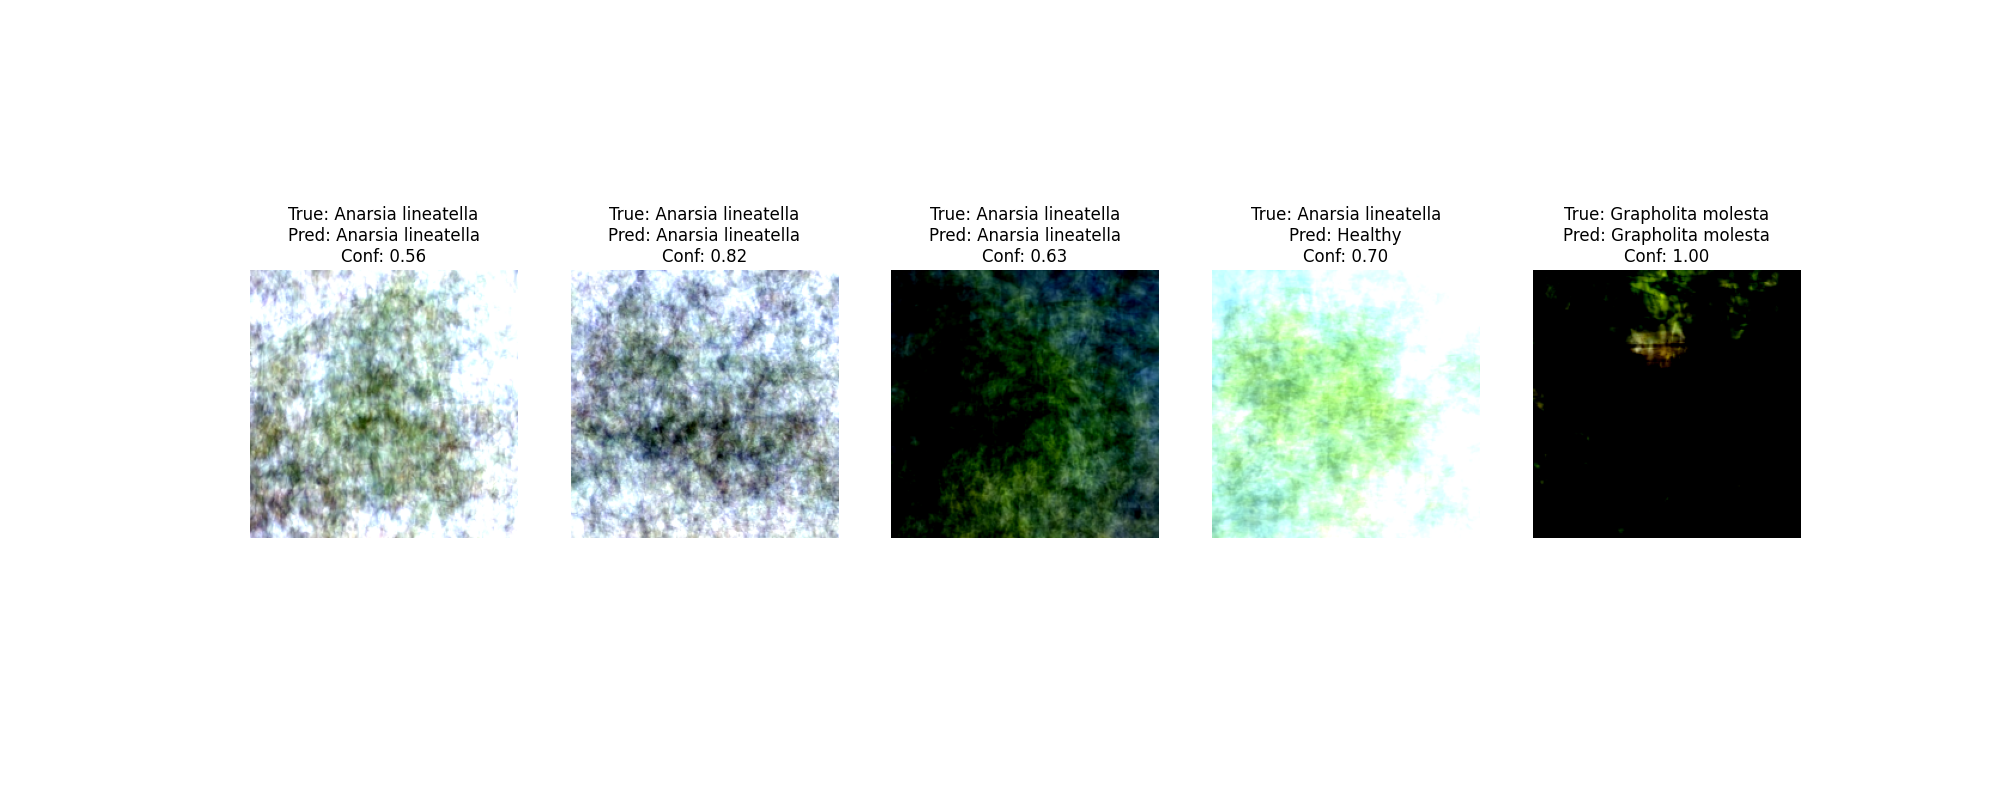 True: Anarsia lineatella
Pred: Anarsia lineatella
Conf: 0.56
True: Anarsia lineatella
Pred: Anarsia lineatella
Conf: 0.82
True: Anarsia lineatella
Pred: Anarsia lineatella
Conf: 0.63
True: Anarsia lineatella
Pred: Healthy
Conf: 0.70
True: Grapholita molesta
Pred: Grapholita molesta
Conf: 1.00